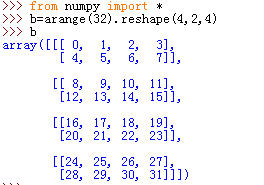 >>> from numpy import *
>>> b=arange(32).reshape(4,2,4)
>>> b
array([[[ 0,  1,  2,  3],
        [ 4,  5,  6,  7]],

       [[ 8,  9, 10, 11],
        [12, 13, 14, 15]],

       [[16, 17, 18, 19],
        [20, 21, 22, 23]],

       [[24, 25, 26, 27],
        [28, 29, 30, 31]]])